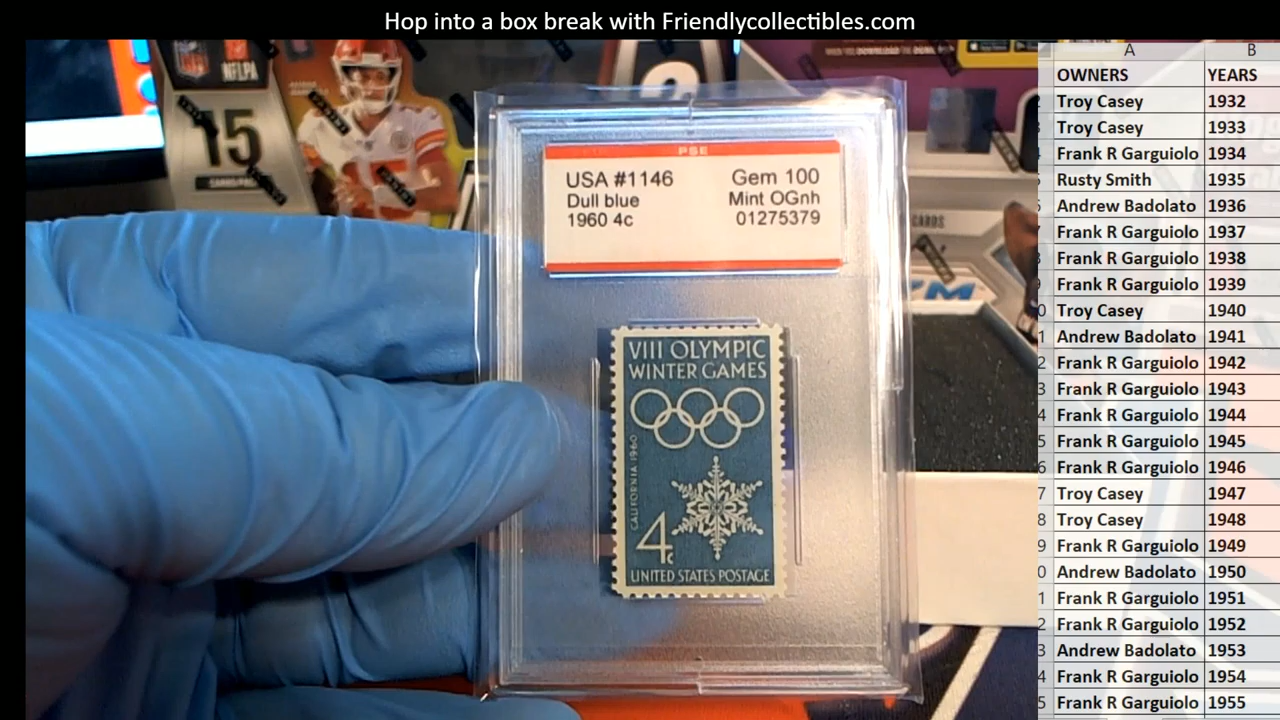 Hop into a box break with Friendlycollectibles.com
NFL
NFLPA
15
PSE
USA #1146
Gem 100
Dull blue
Mint OGnh
1960 4c
01275379
CARDS
VIII OLYMPIC
WINTER GAMES
CALIFORNIA 1960
4c
UNITED STATES POSTAGE
A B
OWNERS YEARS
Troy Casey 1932
Troy Casey 1933
Frank R Garguiolo 1934
Rusty Smith 1935
Andrew Badolato 1936
Frank R Garguiolo 1937
Frank R Garguiolo 1938
Frank R Garguiolo 1939
Troy Casey 1940
Andrew Badolato 1941
Frank R Garguiolo 1942
Frank R Garguiolo 1943
Frank R Garguiolo 1944
Frank R Garguiolo 1945
Frank R Garguiolo 1946
Troy Casey 1947
Troy Casey 1948
Frank R Garguiolo 1949
Andrew Badolato 1950
Frank R Garguiolo 1951
Frank R Garguiolo 1952
Andrew Badolato 1953
Frank R Garguiolo 1954
Frank R Garguiolo 1955